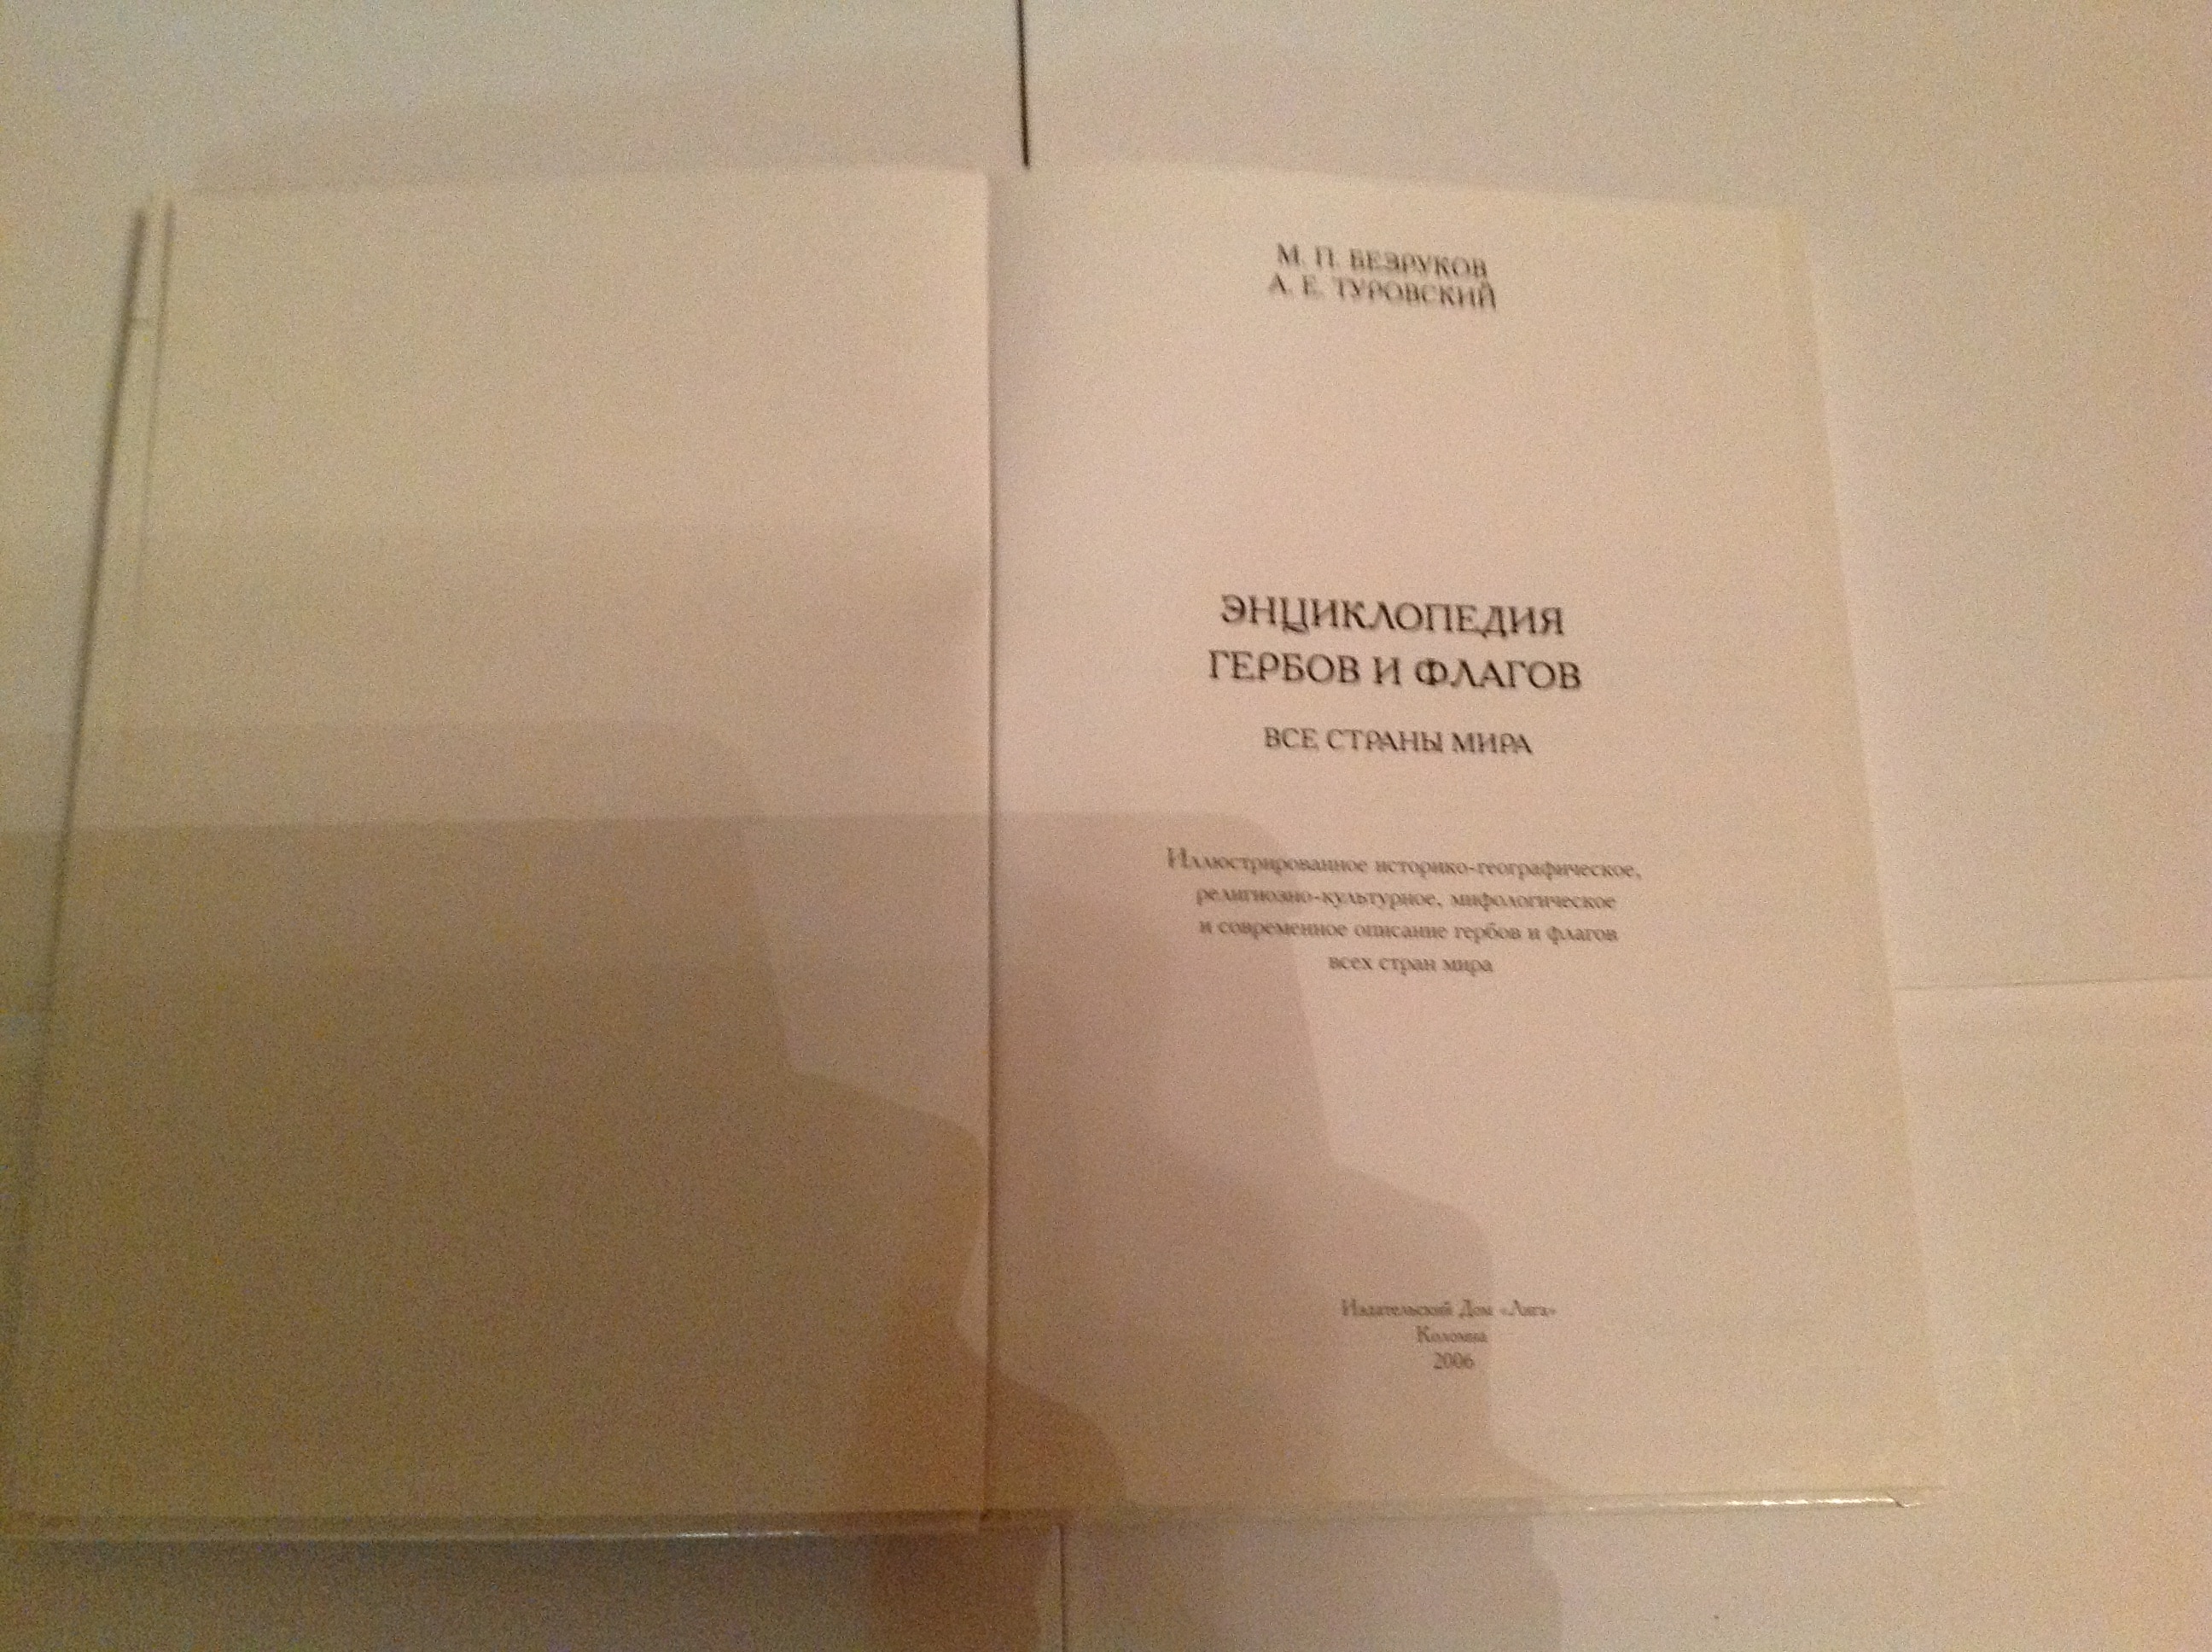 М. П. БЕЗРУКОВ
А. Е. ТУРОВСКИЙ
ЭНЦИКЛОПЕДИЯ
ГЕРБОВ И ФЛАГОВ
ВСЕ СТРАНЫ МИРА
Иллюстрированное историко-географическое,
религиозно-культурное, мифологическое
и современное описание гербов и флагов
всех стран мира
Издательский Дом «Лига»
Коломна
2006